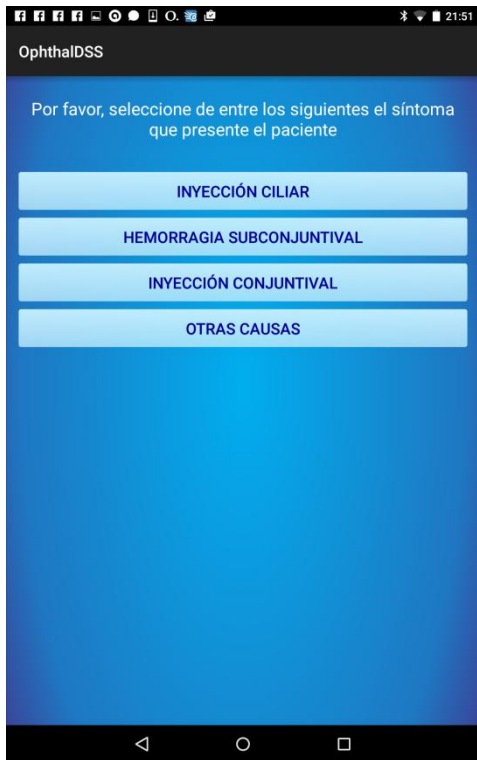 O. 21:51
OphthalDSS
Por favor, seleccione de entre los siguientes el síntoma
que presente el paciente
INYECCIÓN CILIAR
HEMORRAGIA SUBCONJUNTIVAL
INYECCIÓN CONJUNTIVAL
OTRAS CAUSAS